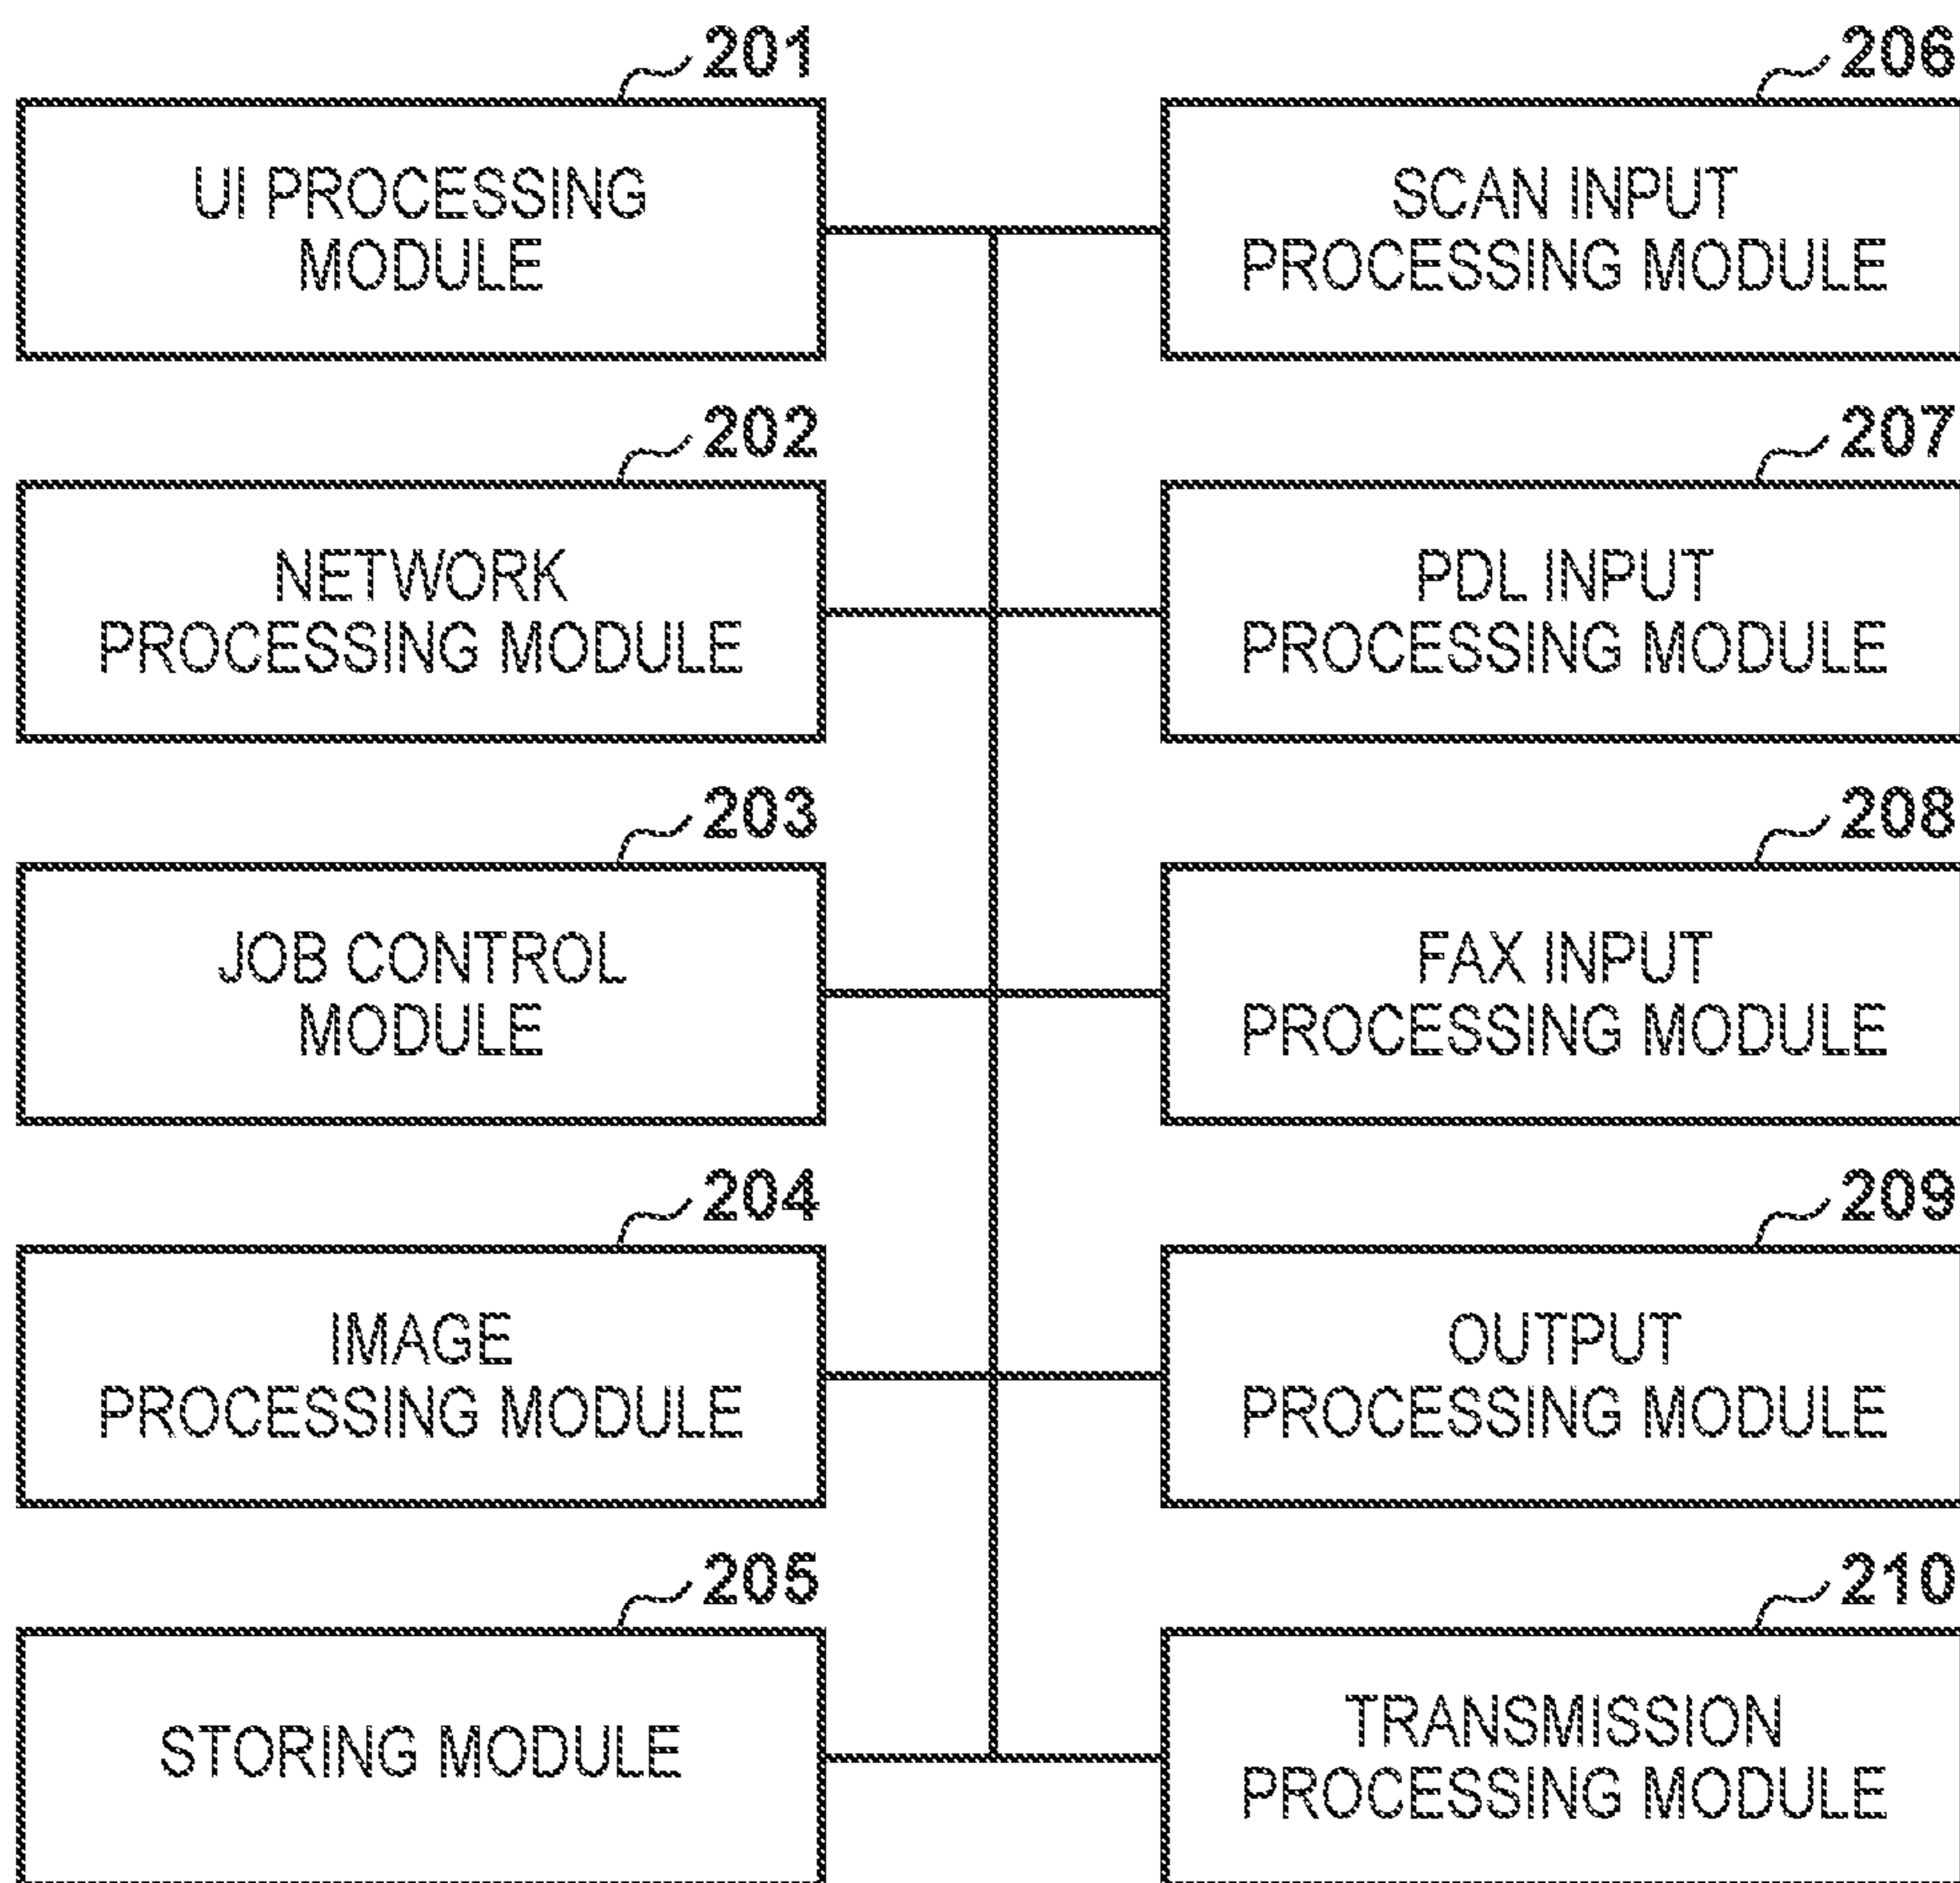 201
UI PROCESSING
MODULE
206
SCAN INPUT
PROCESSING MODULE
202
NETWORK
PROCESSING MODULE
207
PDL INPUT
PROCESSING MODULE
203
JOB CONTROL
MODULE
208
FAX INPUT
PROCESSING MODULE
204
IMAGE
PROCESSING MODULE
209
OUTPUT
PROCESSING MODULE
205
STORING MODULE
210
TRANSMISSION
PROCESSING MODULE